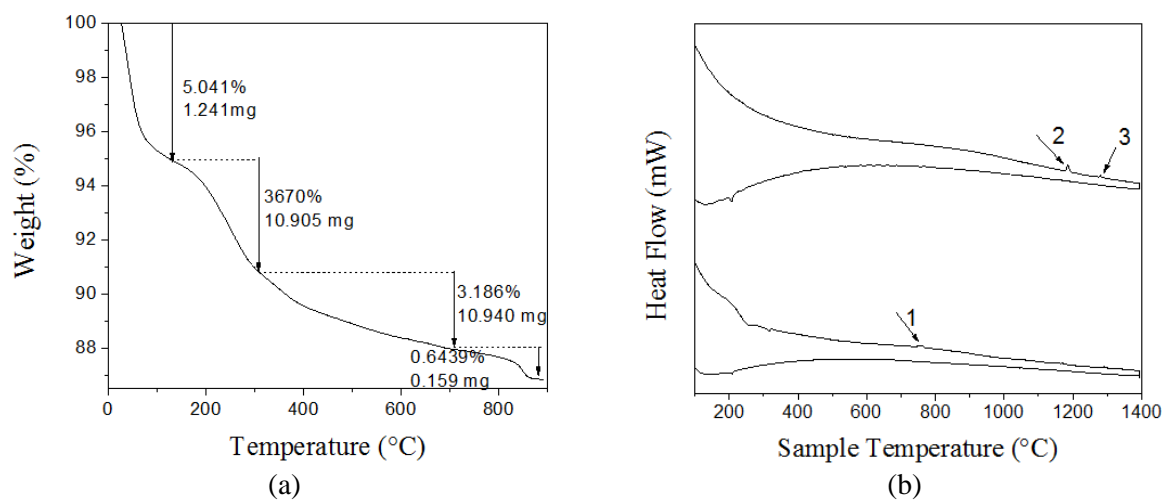 100
98
96
94
92
90
88
Weight (%)
5.041%
1.241mg
3670%
10.905 mg
3.186%
10.940 mg
0.6439%
0.159 mg
0 200 400 600 800
Temperature (°C)
(a)
Heat Flow (mW)
2 3
1
200 400 600 800 1000 1200 1400
Sample Temperature (°C)
(b)